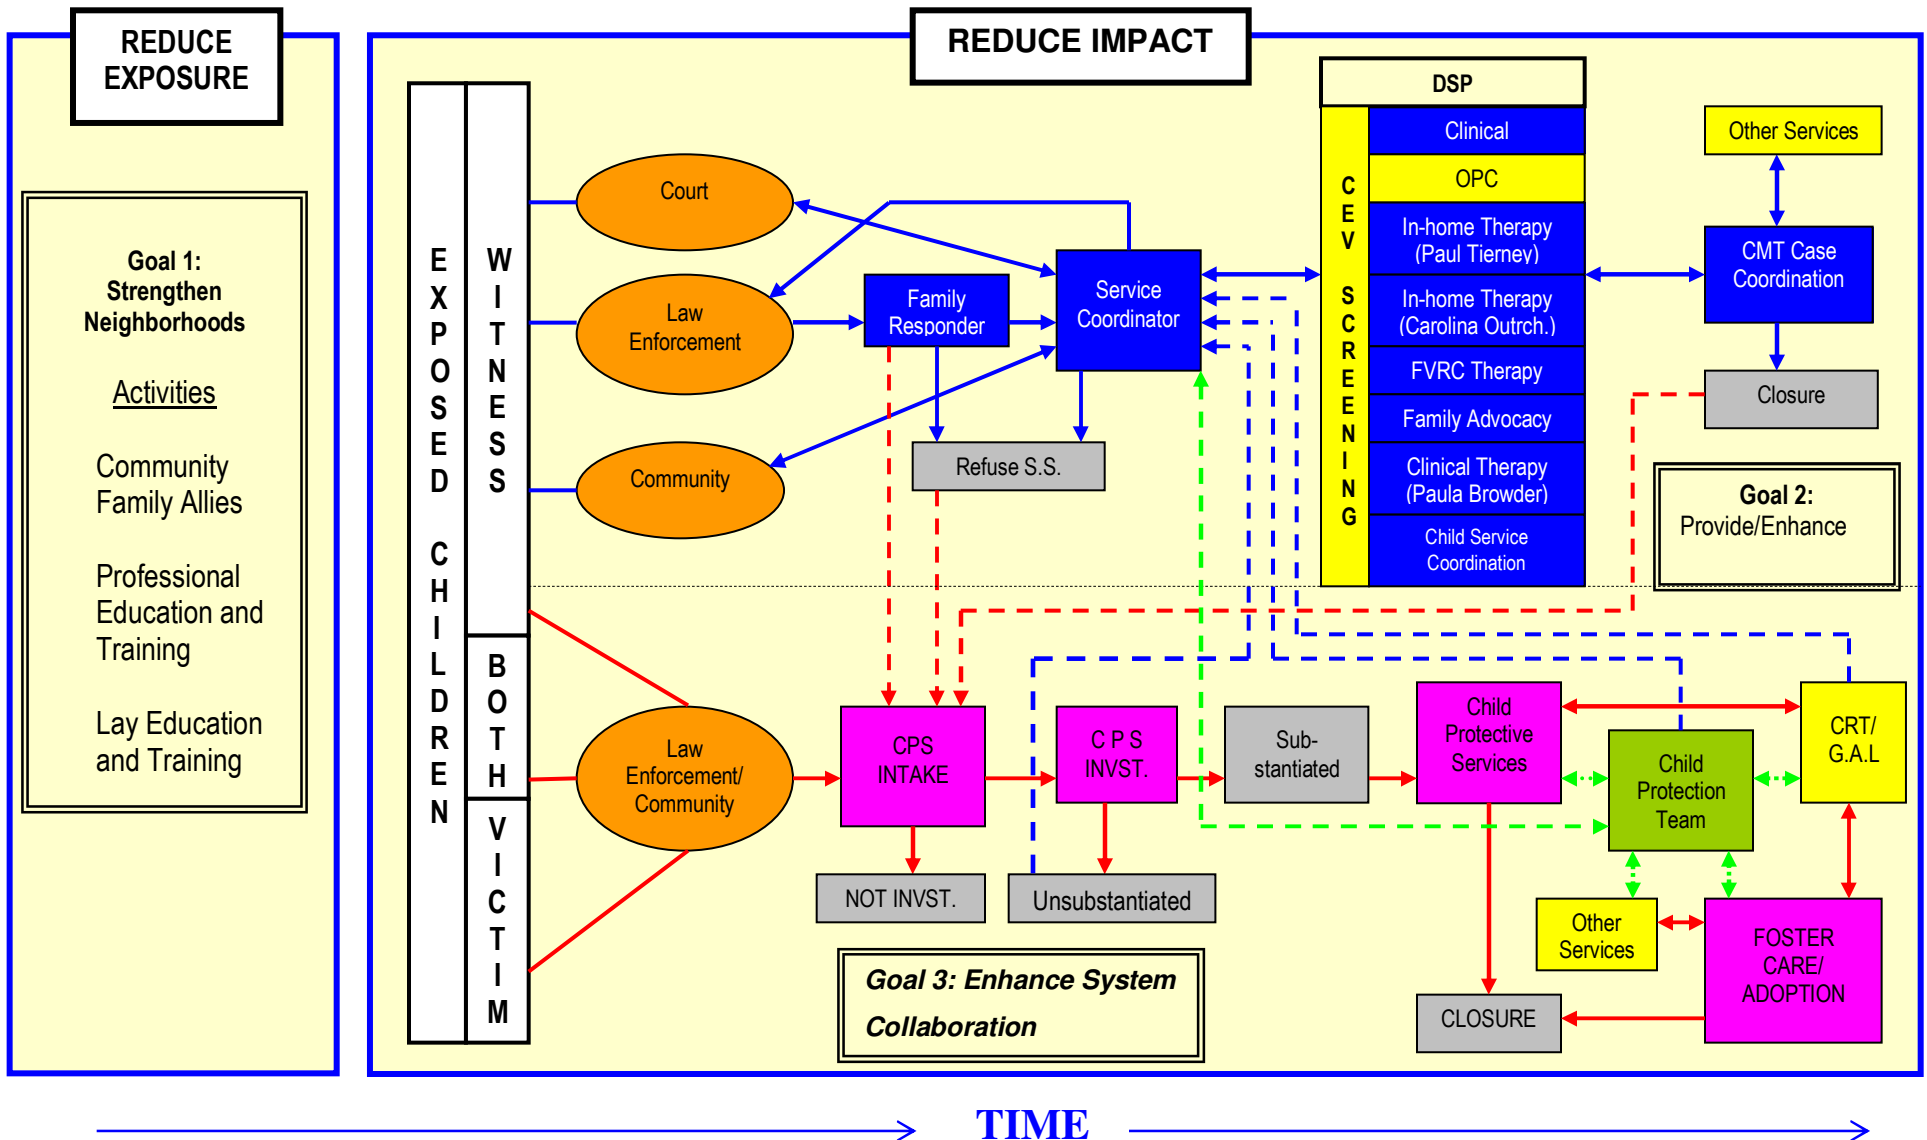 REDUCE
EXPOSURE
Goal 1:
Strengthen
Neighborhoods
Activities
Community
Family Allies
Professional
Education and
Training
Lay Education
and Training
REDUCE IMPACT
EXPOSED CHILDREN
WITNESS
BOTH
VICTIM
Court
Law
Enforcement
Community
Family
Responder
Service
Coordinator
Refuse S.S.
DSP
CEV SCREENING
Clinical
OPC
In-home Therapy
(Paul Tierney)
In-home Therapy
(Carolina Outrch.)
FVRC Therapy
Family Advocacy
Clinical Therapy
(Paula Browder)
Child Service
Coordination
Other Services
CMT Case
Coordination
Closure
Goal 2:
Provide/Enhance
Law
Enforcement/
Community
CPS
INTAKE
C P S
INVST.
Sub-
stantiated
Child
Protective
Services
Child
Protection
Team
CRT/
G.A.L
NOT INVST.
Unsubstantiated
Other
Services
FOSTER
CARE/
ADOPTION
CLOSURE
Goal 3: Enhance System
Collaboration
TIME